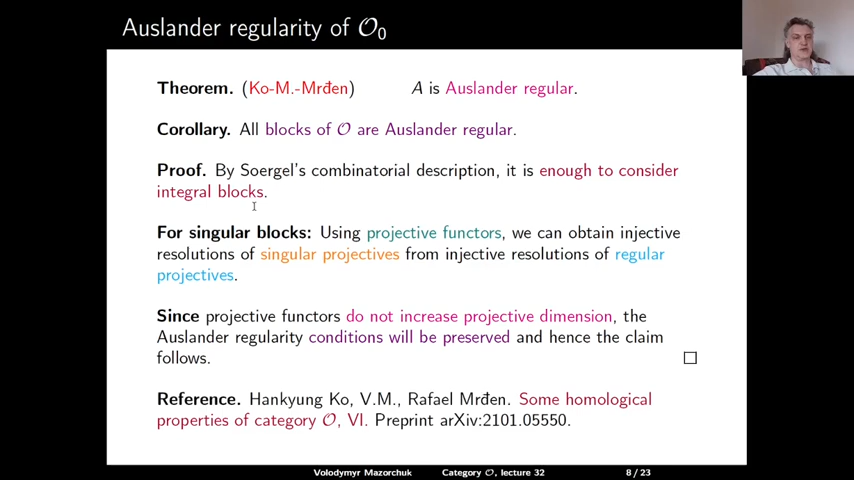 Auslander regularity of 𝒪₀
Theorem. (Ko-M.-Mrđen) A is Auslander regular.
Corollary. All blocks of 𝒪 are Auslander regular.
Proof. By Soergel's combinatorial description, it is enough to consider
integral blocks.
For singular blocks: Using projective functors, we can obtain injective
resolutions of singular projectives from injective resolutions of regular
projectives.
Since projective functors do not increase projective dimension, the
Auslander regularity conditions will be preserved and hence the claim
follows. □
Reference. Hankyung Ko, V.M., Rafael Mrđen. Some homological
properties of category 𝒪, VI. Preprint arXiv:2101.05550.
Volodymyr Mazorchuk Category 𝒪, lecture 32 8 / 23